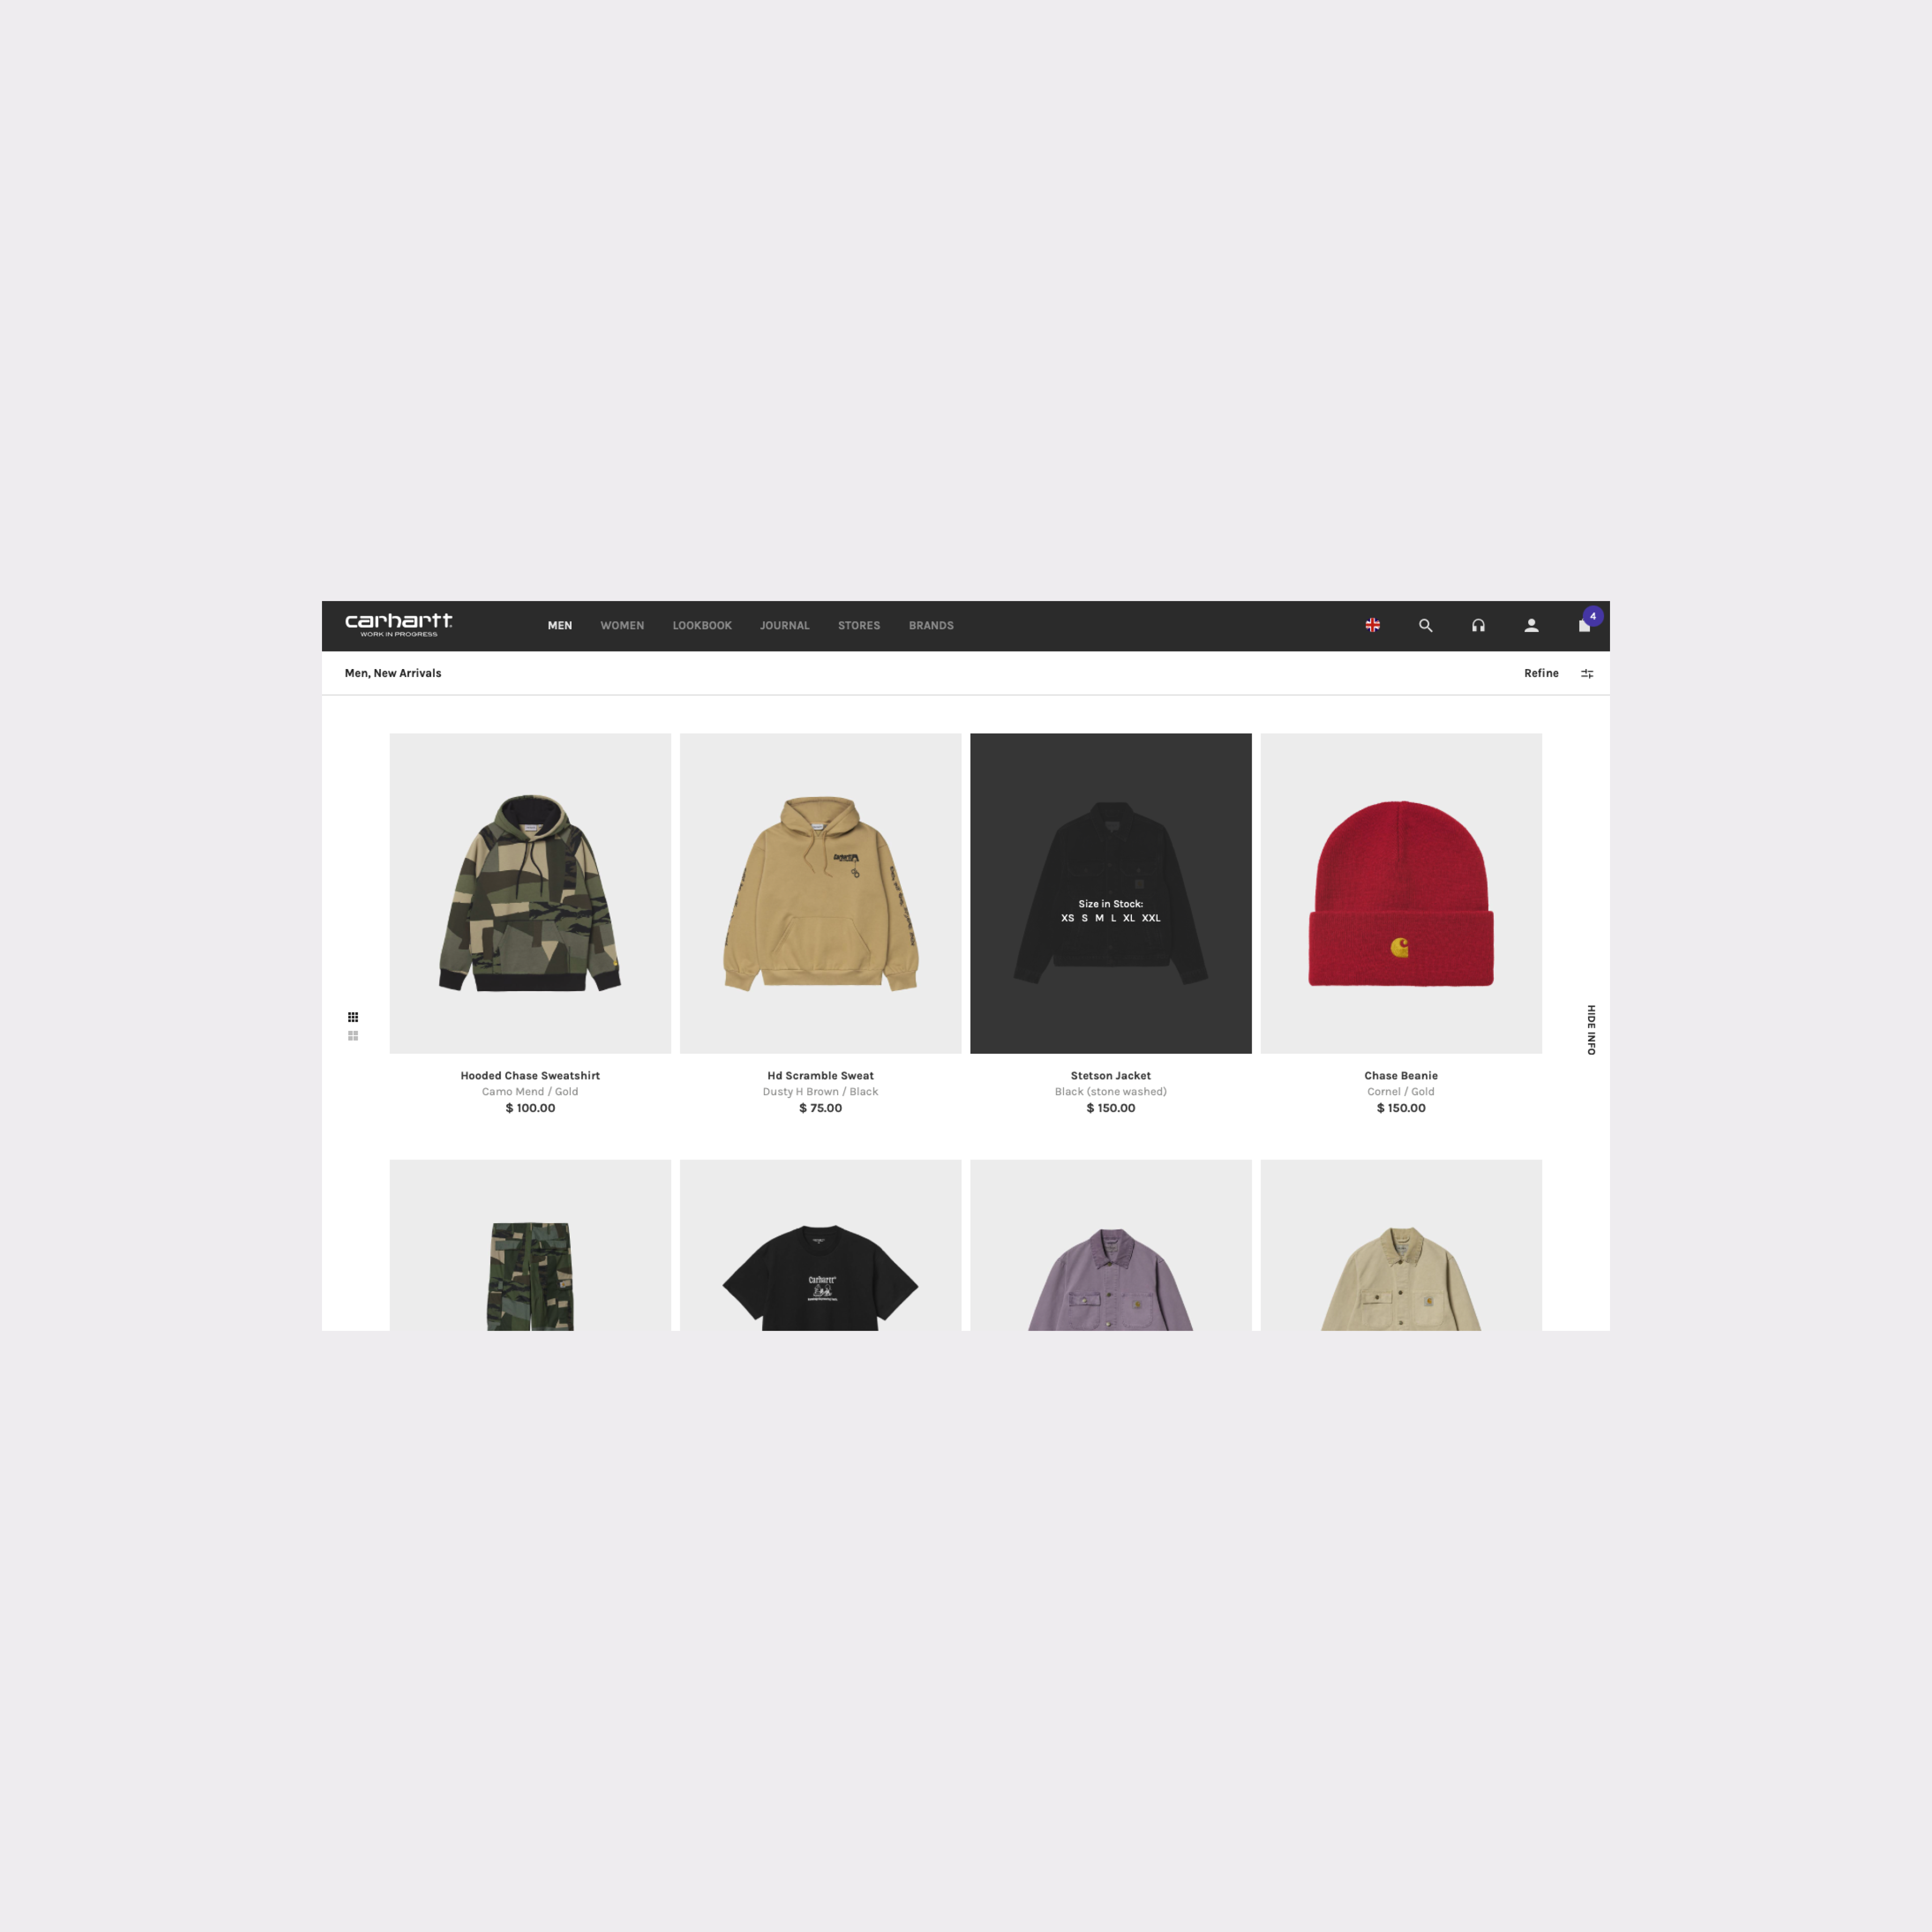 carhartt
WORK IN PROGRESS
MEN WOMEN LOOKBOOK JOURNAL STORES BRANDS
4
Men, New Arrivals
Refine
Size in Stock:
XS S M L XL XXL
HIDE INFO
Hooded Chase Sweatshirt
Camo Mend / Gold
$ 100.00
Hd Scramble Sweat
Dusty H Brown / Black
$ 75.00
Stetson Jacket
Black (stone washed)
$ 150.00
Chase Beanie
Cornel / Gold
$ 150.00
Carhartt